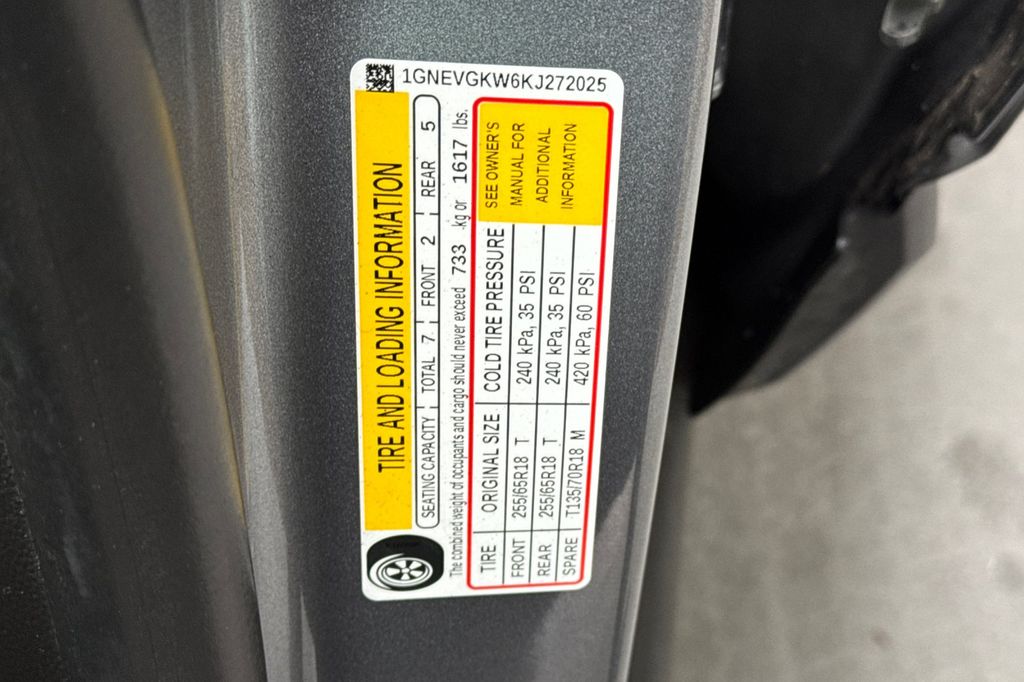 1GNEVGKW6KJ272025
TIRE AND LOADING INFORMATION
SEATING CAPACITY TOTAL 7 FRONT 2 REAR 5
The combined weight of occupants and cargo should never exceed 733 kg or 1617 lbs.
TIRE ORIGINAL SIZE COLD TIRE PRESSURE
FRONT 255/65R18 T 240 kPa, 35 PSI
REAR 255/65R18 T 240 kPa, 35 PSI
SPARE T135/70R18 M 420 kPa, 60 PSI
SEE OWNER'S
MANUAL FOR
ADDITIONAL
INFORMATION